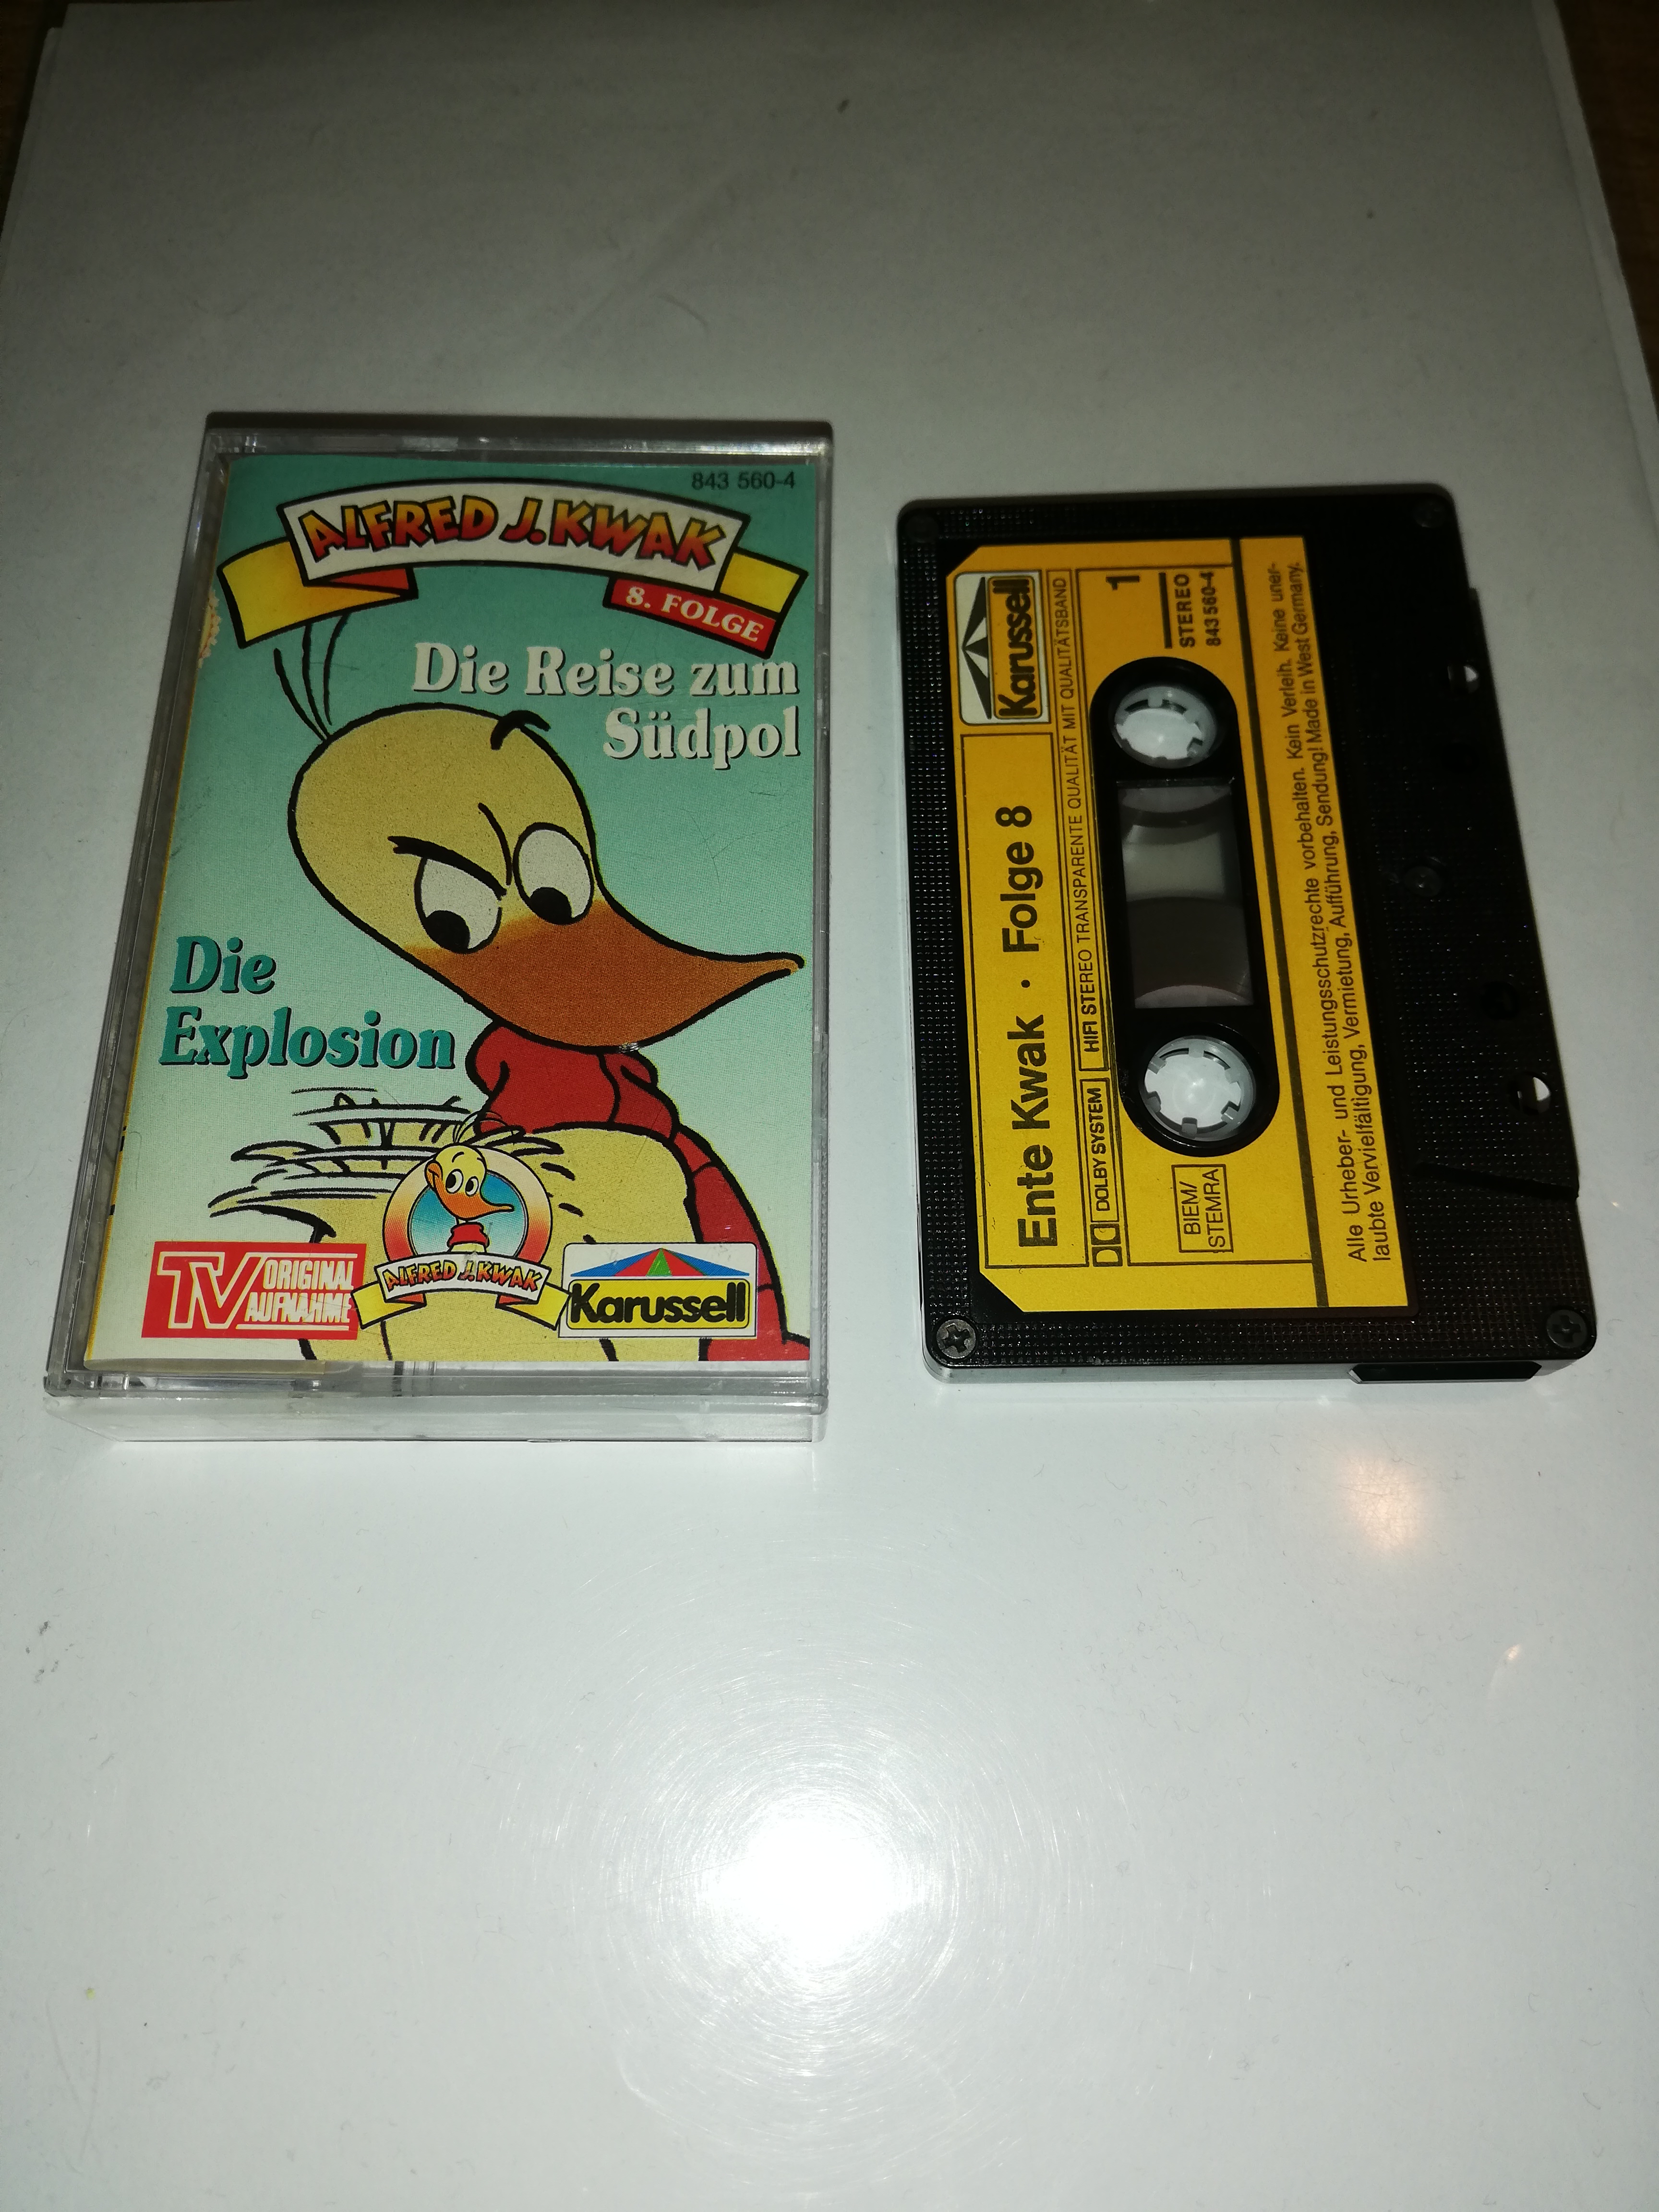 843 560-4
ALFRED J. KWAK
8. FOLGE
Die Reise zum
Südpol
Die
Explosion
TV ORIGINAL
AUFNAHME
ALFRED J. KWAK
Karussell
Karussell
Ente Kwak · Folge 8
DOLBY SYSTEM
HIFI STEREO TRANSPARENTE QUALITÄT MIT QUALITÄTSBAND
1
STEREO
843 560-4
BIEM/
STEMRA
Alle Urheber- und Leistungsschutzrechte vorbehalten. Kein Verleih. Keine uner-
laubte Vervielfältigung, Vermietung, Aufführung, Sendung! Made in West Germany.